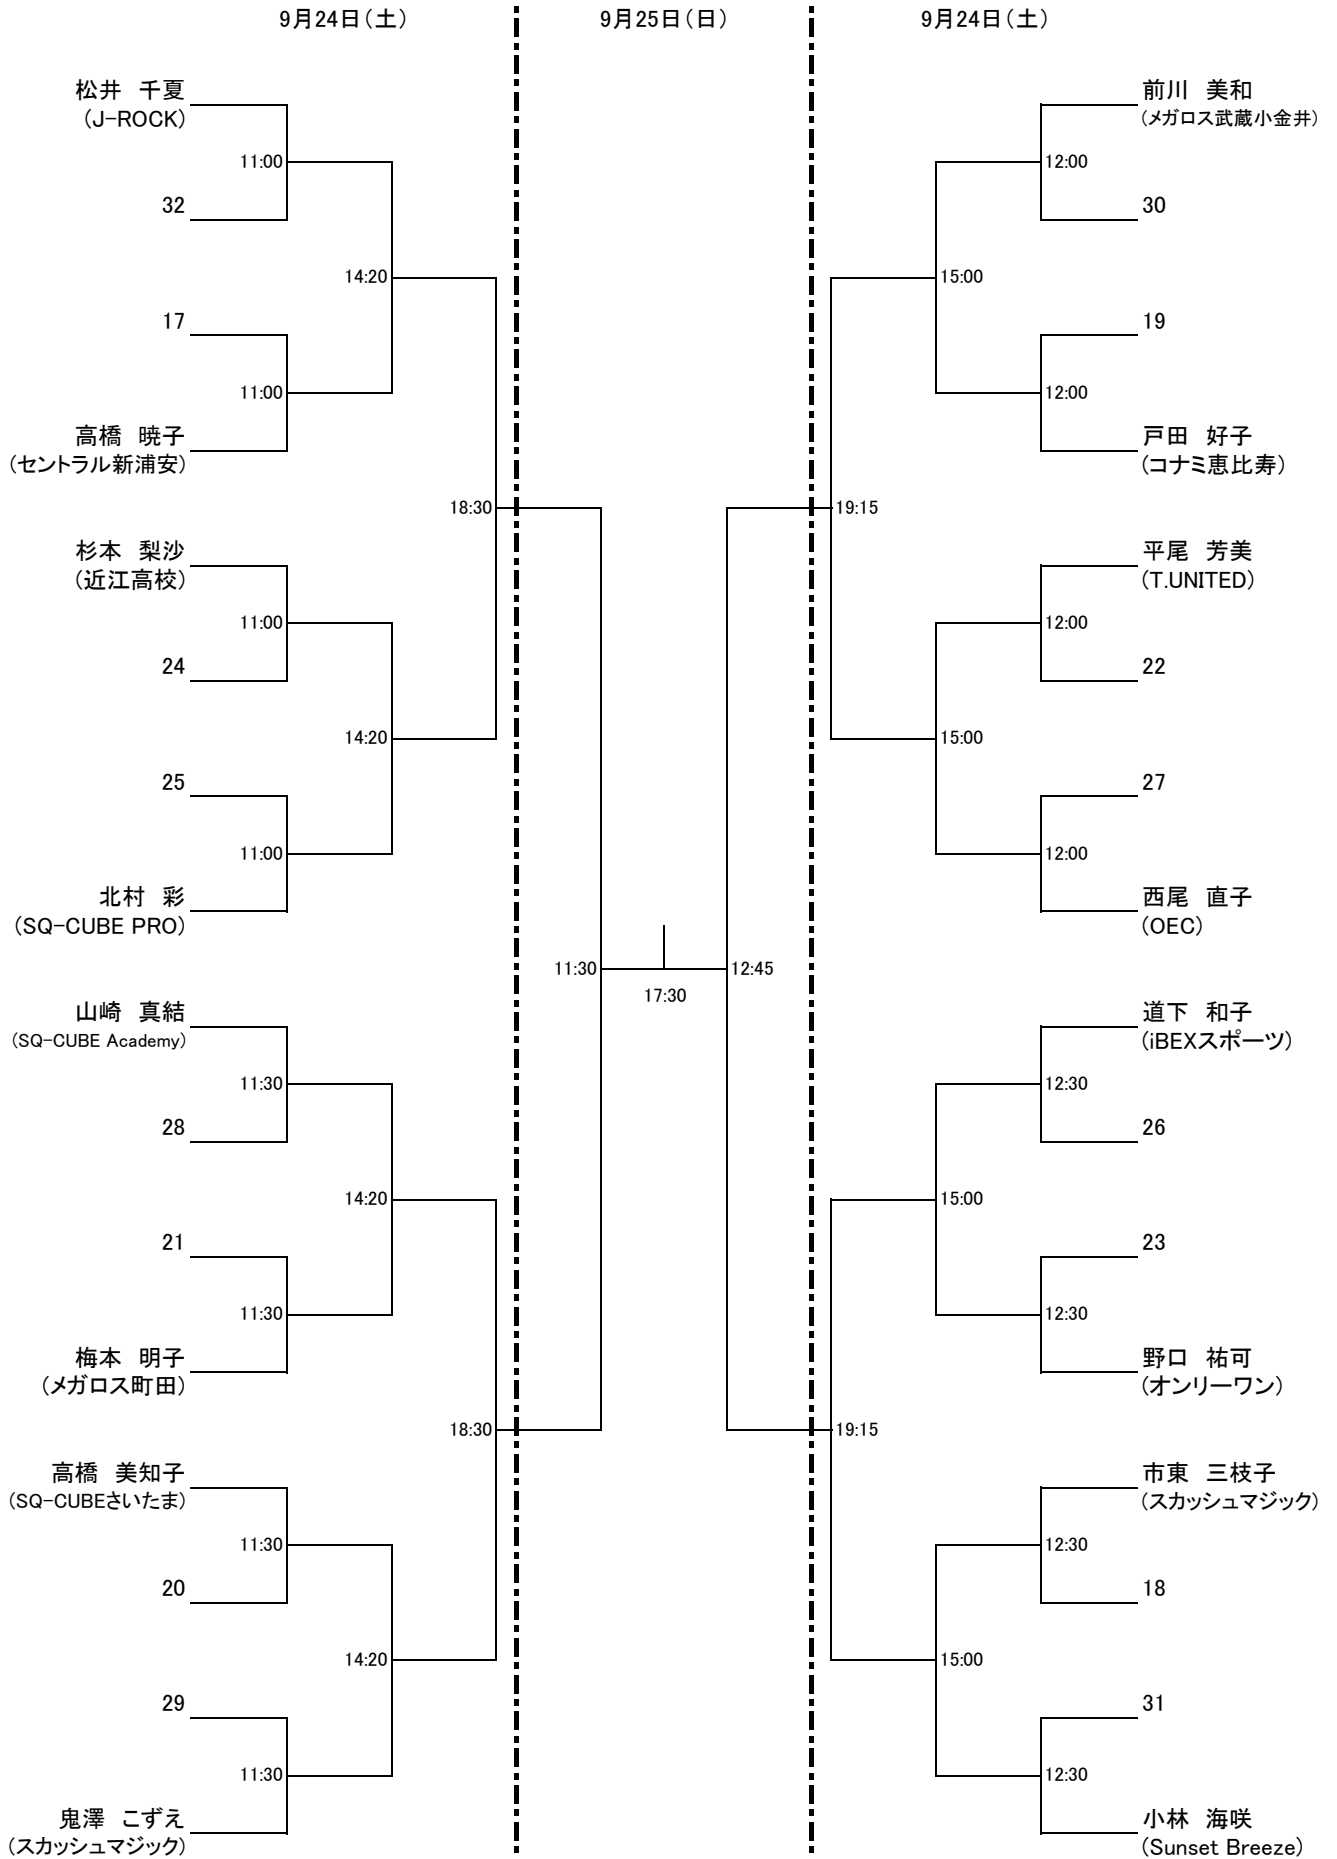 9月24日(土)
9月25日(日)
9月24日(土)
松井　千夏
(J-ROCK)
11:00
32
14:20
17
11:00
高橋　暁子
(セントラル新浦安)
18:30
杉本　梨沙
(近江高校)
11:00
24
14:20
25
11:00
北村　彩
(SQ-CUBE PRO)
11:30
山崎　真結
(SQ-CUBE Academy)
11:30
28
14:20
21
11:30
梅本　明子
(メガロス町田)
18:30
高橋　美知子
(SQ-CUBEさいたま)
11:30
20
14:20
29
11:30
鬼澤　こずえ
(スカッシュマジック)
17:30
前川　美和
(メガロス武蔵小金井)
12:00
30
15:00
19
12:00
戸田　好子
(コナミ恵比寿)
19:15
平尾　芳美
(T.UNITED)
12:00
22
15:00
27
12:00
西尾　直子
(OEC)
12:45
道下　和子
(iBEXスポーツ)
12:30
26
15:00
23
12:30
野口　祐可
(オンリーワン)
19:15
市東　三枝子
(スカッシュマジック)
12:30
18
15:00
31
12:30
小林　海咲
(Sunset Breeze)